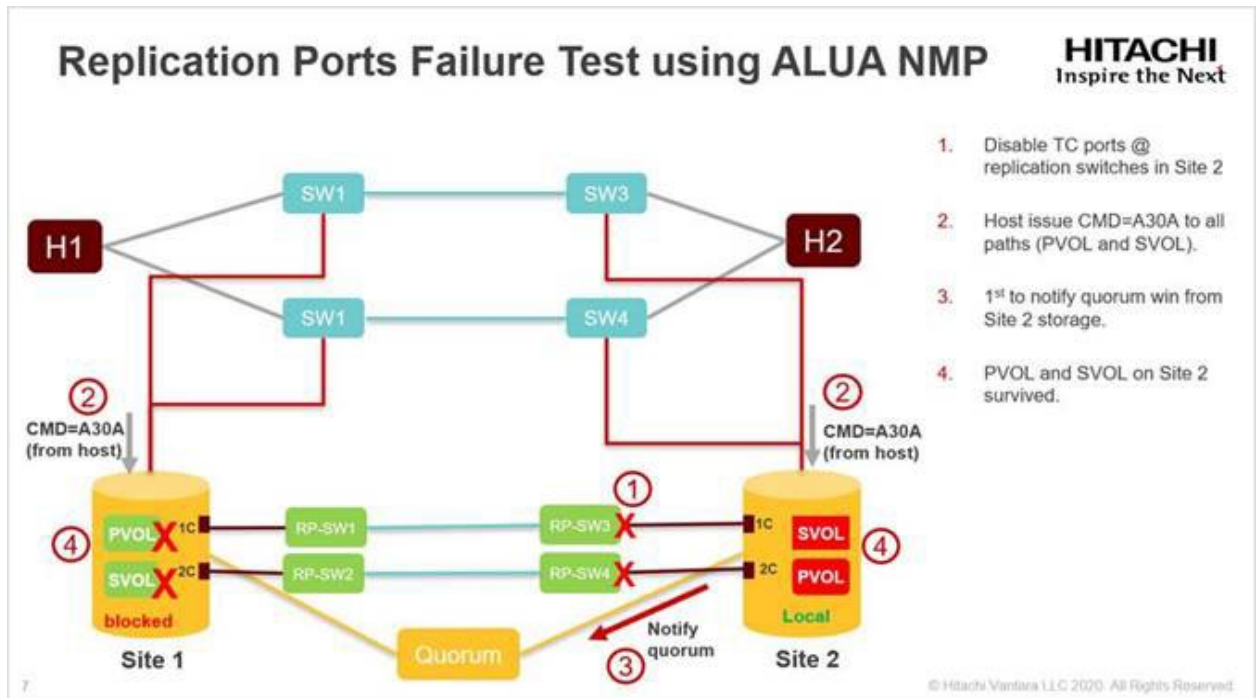 Replication Ports Failure Test using ALUA NMP
HITACHI
Inspire the Next
1. Disable TC ports @
replication switches in Site 2
2. Host issue CMD=A30A to all
paths (PVOL and SVOL).
3. 1st to notify quorum win from
Site 2 storage.
4. PVOL and SVOL on Site 2
survived.
SW1
SW3
H1
H2
SW1
SW4
2
CMD=A30A
(from host)
2
CMD=A30A
(from host)
1
4
PVOL X 1C
RP-SW1
RP-SW3 X
1C
SVOL
4
SVOL X 2C
RP-SW2
RP-SW4 X
2C
PVOL
blocked
Local
Notify
quorum
3
Quorum
Site 1
Site 2
7
© Hitachi Vantara LLC 2020. All Rights Reserved